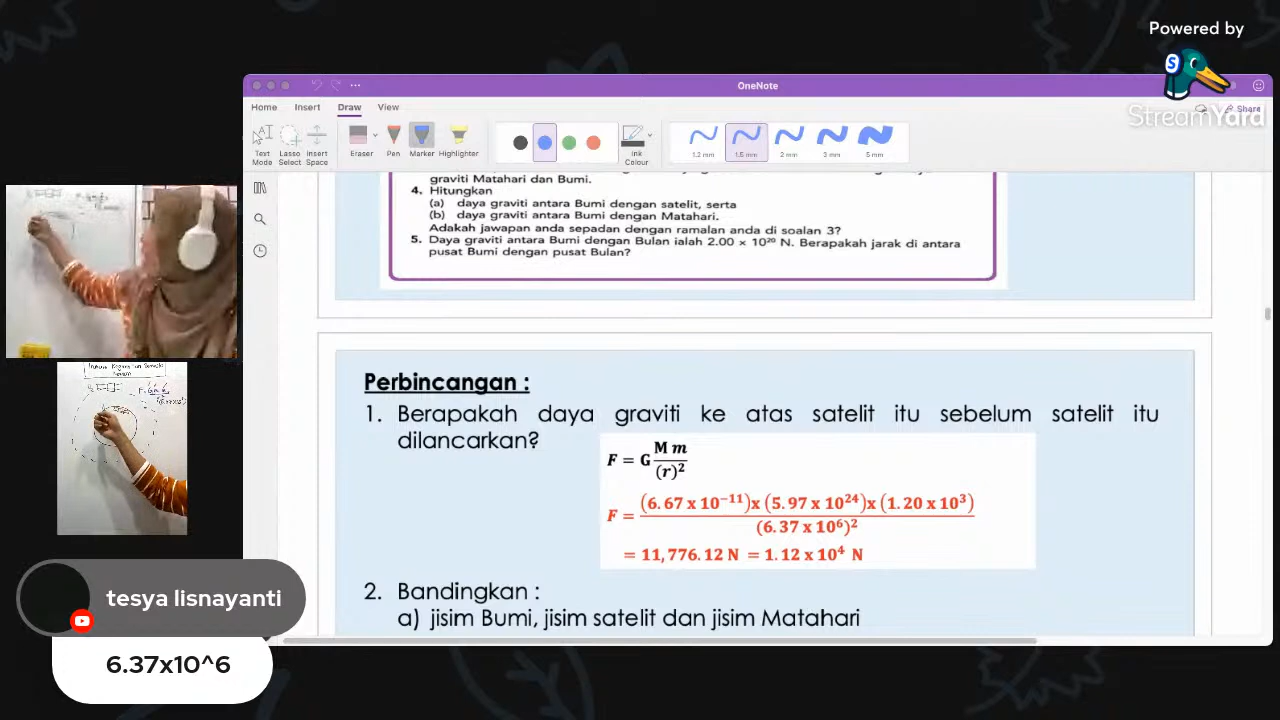 Powered by
StreamYard
OneNote
Home Insert Draw View
Share
Text Mode
Lasso Select
Insert Space
Eraser
Pen
Marker
Highlighter
Ink Colour
1.2 mm
1.5 mm
2 mm
3 mm
5 mm
graviti Matahari dan Bumi.
4. Hitungkan
(a) daya graviti antara Bumi dengan satelit, serta
(b) daya graviti antara Bumi dengan Matahari.
Adakah jawapan anda sepadan dengan ramalan anda di soalan 3?
5. Daya graviti antara Bumi dengan Bulan ialah 2.00 × 10²⁰ N. Berapakah jarak di antara
pusat Bumi dengan pusat Bulan?
Perbincangan :
1. Berapakah daya graviti ke atas satelit itu sebelum satelit itu
dilancarkan?
F = G M m / (r)²
F = (6.67 x 10⁻¹¹)x (5.97 x 10²⁴)x (1.20 x 10³) / (6.37 x 10⁶)²
= 11,776.12 N = 1.12 x 10⁴ N
2. Bandingkan :
a) jisim Bumi, jisim satelit dan jisim Matahari
tesya lisnayanti
6.37x10^6